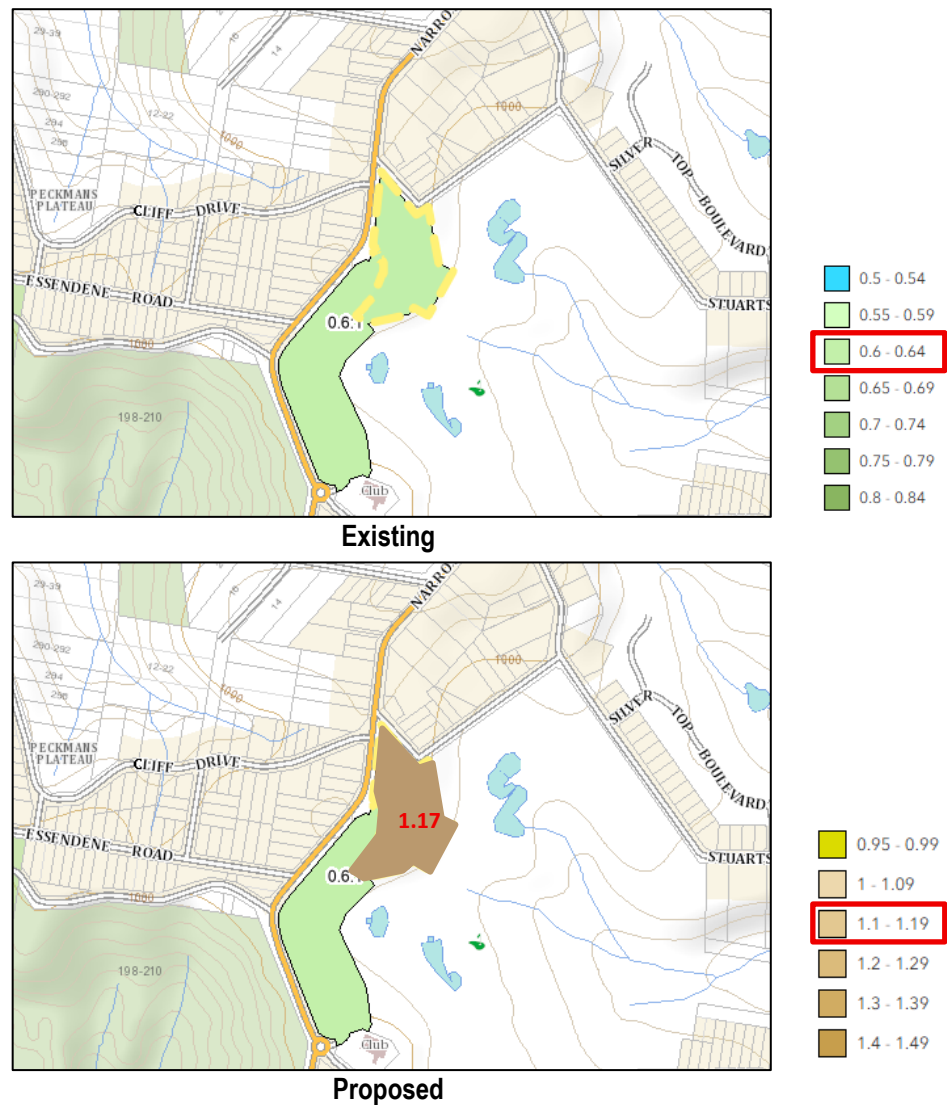 29-39
16
14
NARRO
290-292
294
296
12-22
1000
1000
PECKMANS
PLATEAU
CLIFF DRIVE
SILVER TOP BOULEVARD
ESSENDENE ROAD
STUARTS
0.6:1
1080
198-210
Club
0.5 - 0.54
0.55 - 0.59
0.6 - 0.64
0.65 - 0.69
0.7 - 0.74
0.75 - 0.79
0.8 - 0.84
Existing
29-39
16
14
NARRO
290-292
294
296
12-22
1000
1000
PECKMANS
PLATEAU
CLIFF DRIVE
SILVER TOP BOULEVARD
1.17
ESSENDENE ROAD
STUARTS
0.6:1
1080
198-210
Club
0.95 - 0.99
1 - 1.09
1.1 - 1.19
1.2 - 1.29
1.3 - 1.39
1.4 - 1.49
Proposed